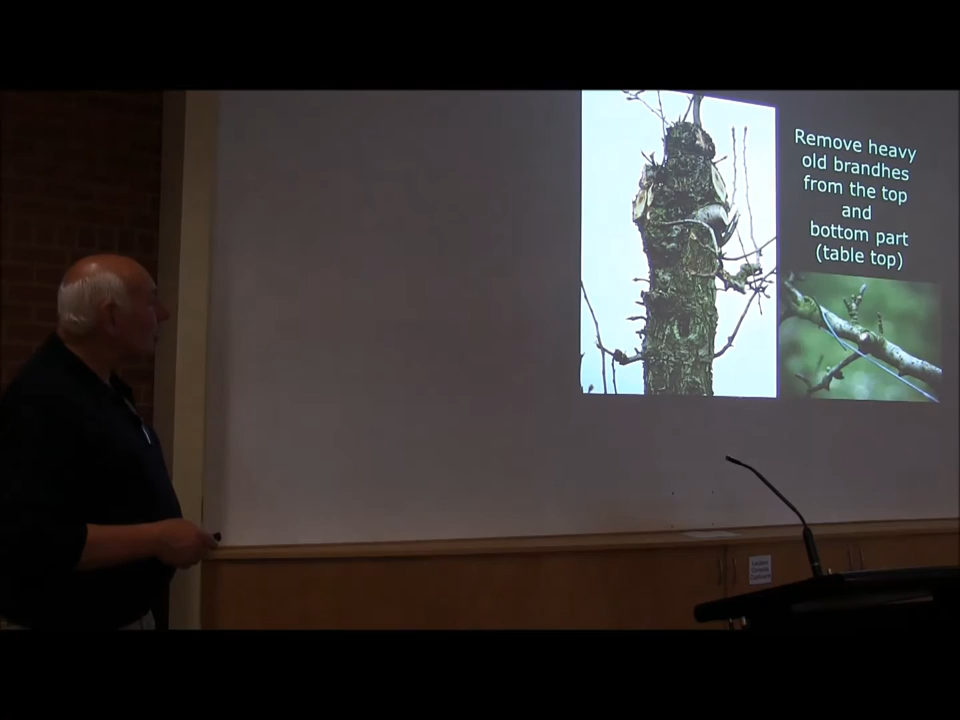 Remove heavy
old brandhes
from the top
and
bottom part
(table top)